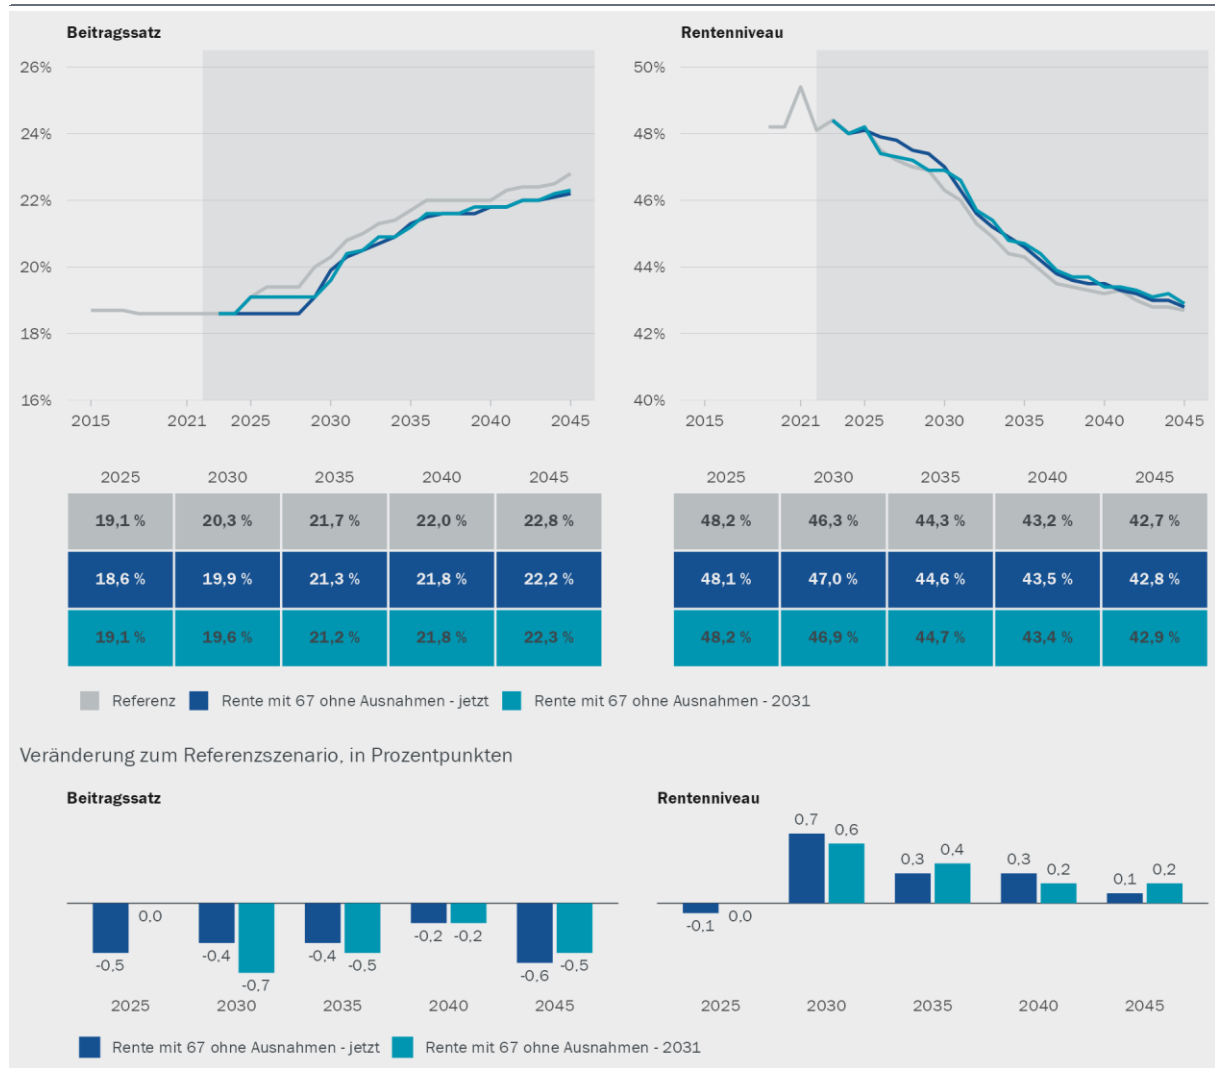 Beitragssatz
Rentenniveau
26%
24%
22%
20%
18%
16%
2015 2021 2025 2030 2035 2040 2045
50%
48%
46%
44%
42%
40%
2015 2021 2025 2030 2035 2040 2045
2025 2030 2035 2040 2045
19,1 % 20,3 % 21,7 % 22,0 % 22,8 %
18,6 % 19,9 % 21,3 % 21,8 % 22,2 %
19,1 % 19,6 % 21,2 % 21,8 % 22,3 %
2025 2030 2035 2040 2045
48,2 % 46,3 % 44,3 % 43,2 % 42,7 %
48,1 % 47,0 % 44,6 % 43,5 % 42,8 %
48,2 % 46,9 % 44,7 % 43,4 % 42,9 %
Referenz Rente mit 67 ohne Ausnahmen - jetzt Rente mit 67 ohne Ausnahmen - 2031
Veränderung zum Referenzszenario, in Prozentpunkten
Beitragssatz
-0,5 0,0 -0,4 -0,7 -0,4 -0,5 -0,2 -0,2 -0,6 -0,5
2025 2030 2035 2040 2045
Rentenniveau
-0,1 0,0 0,7 0,6 0,3 0,4 0,3 0,2 0,1 0,2
2025 2030 2035 2040 2045
Rente mit 67 ohne Ausnahmen - jetzt Rente mit 67 ohne Ausnahmen - 2031